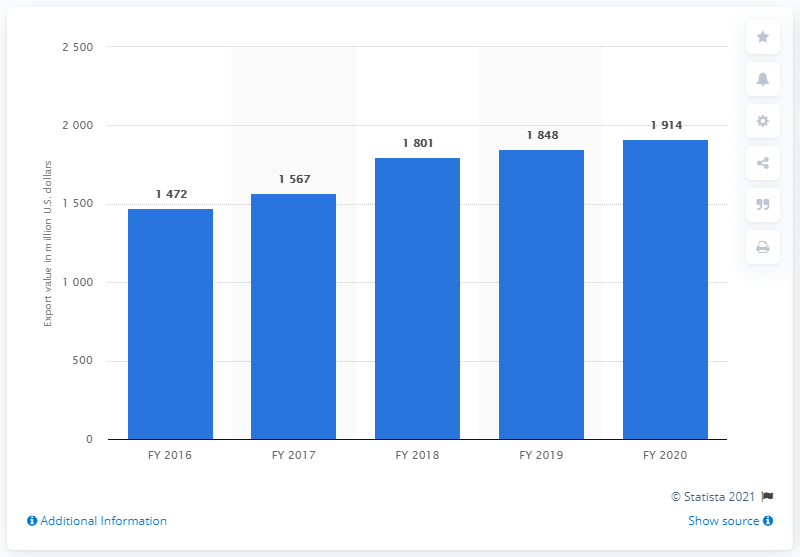 Export value in million U.S. dollars
2 500
2 000
1 500
1 000
500
0
1 472
1 567
1 801
1 848
1 914
FY 2016
FY 2017
FY 2018
FY 2019
FY 2020
© Statista 2021
Additional Information
Show source